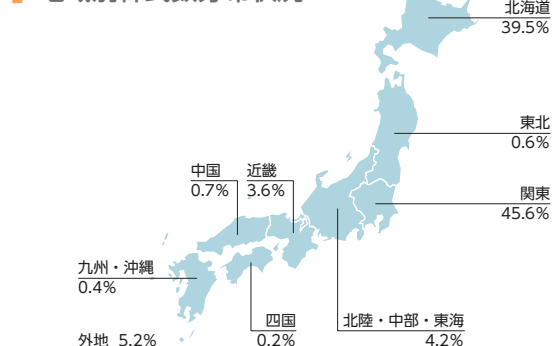 北海道
39.5%
東北
0.6%
中国
0.7%
近畿
3.6%
関東
45.6%
九州・沖縄
0.4%
四国
0.2%
北陸・中部・東海
4.2%
外地 5.2%